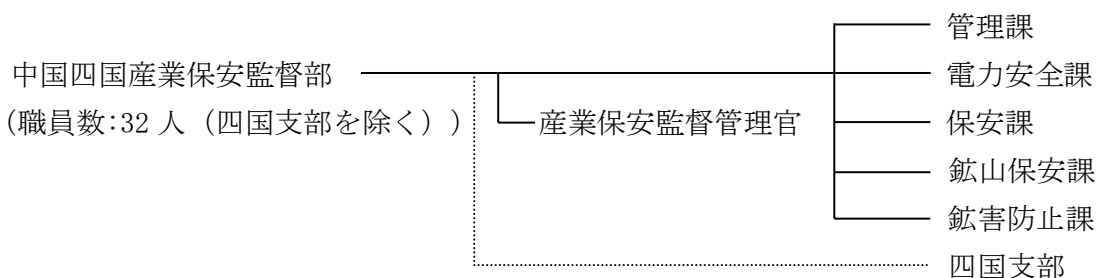 管理課
中国四国産業保安監督部
電力安全課
(職員数:32 人（四国支部を除く）)
産業保安監督管理官
保安課
鉱山保安課
鉱害防止課
四国支部